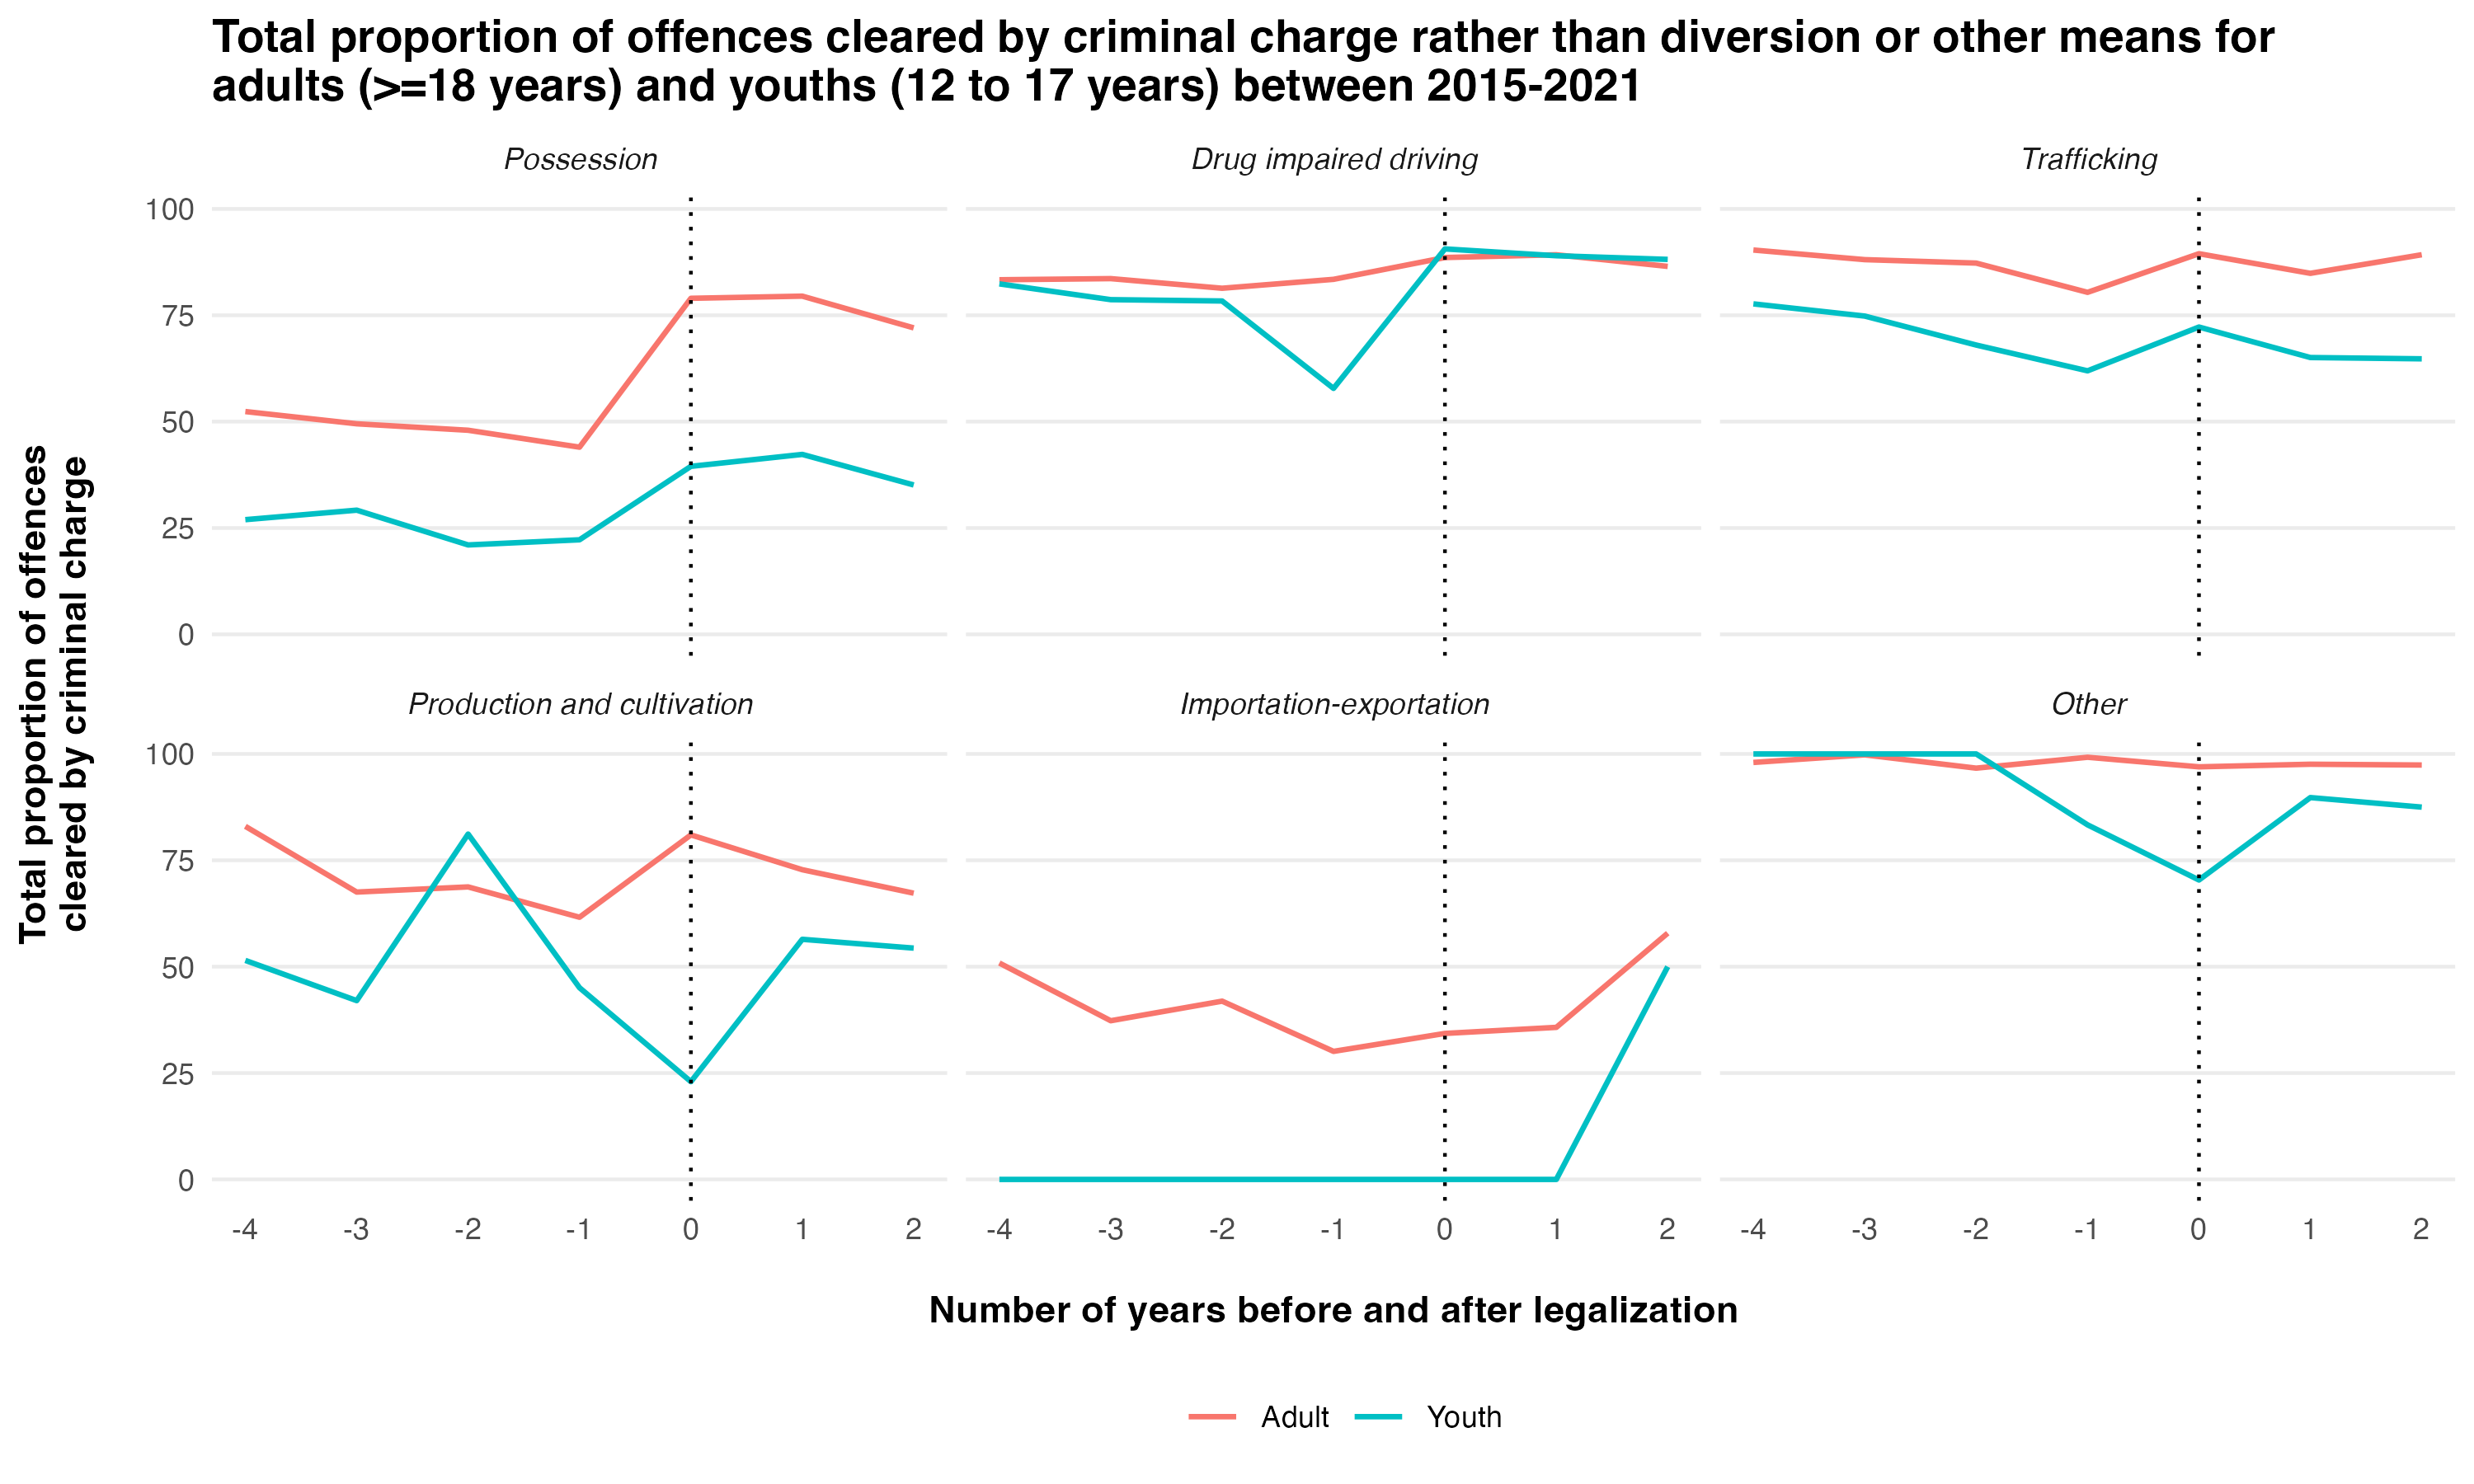 Total proportion of offences cleared by criminal charge rather than diversion or other means for
adults (>=18 years) and youths (12 to 17 years) between 2015-2021
Possession
Drug impaired driving
Trafficking
100
75
50
25
0
Production and cultivation
Importation-exportation
Other
100
75
50
25
0
-4 -3 -2 -1 0 1 2
-4 -3 -2 -1 0 1 2
-4 -3 -2 -1 0 1 2
Total proportion of offences
cleared by criminal charge
Number of years before and after legalization
Adult
Youth